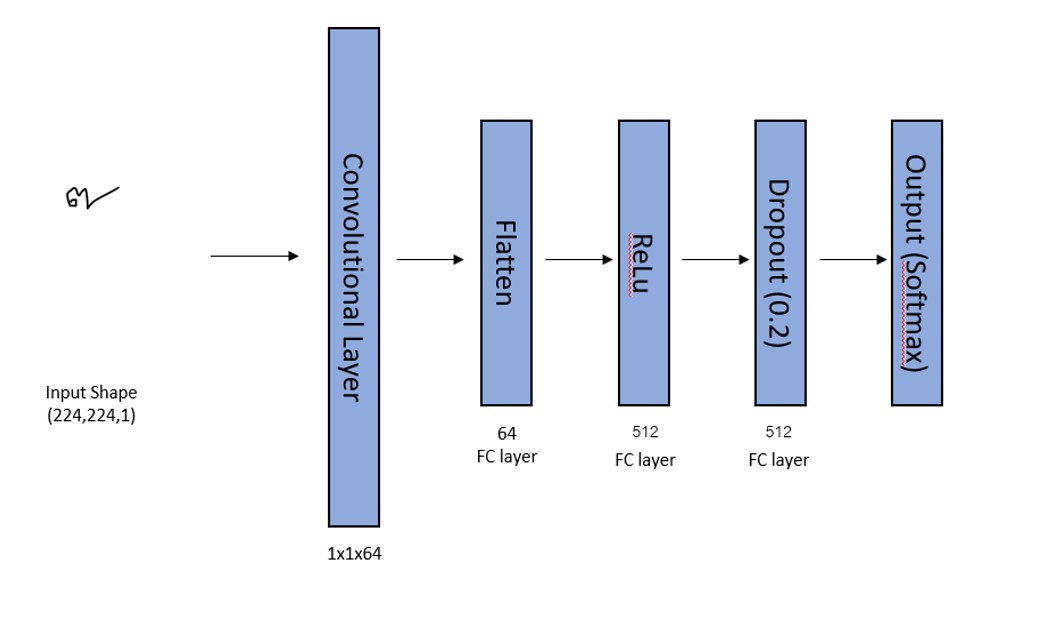 Input Shape
(224,224,1)
Convolutional Layer
1x1x64
Flatten
64
FC layer
ReLu
512
FC layer
Dropout (0.2)
512
FC layer
Output (Softmax)